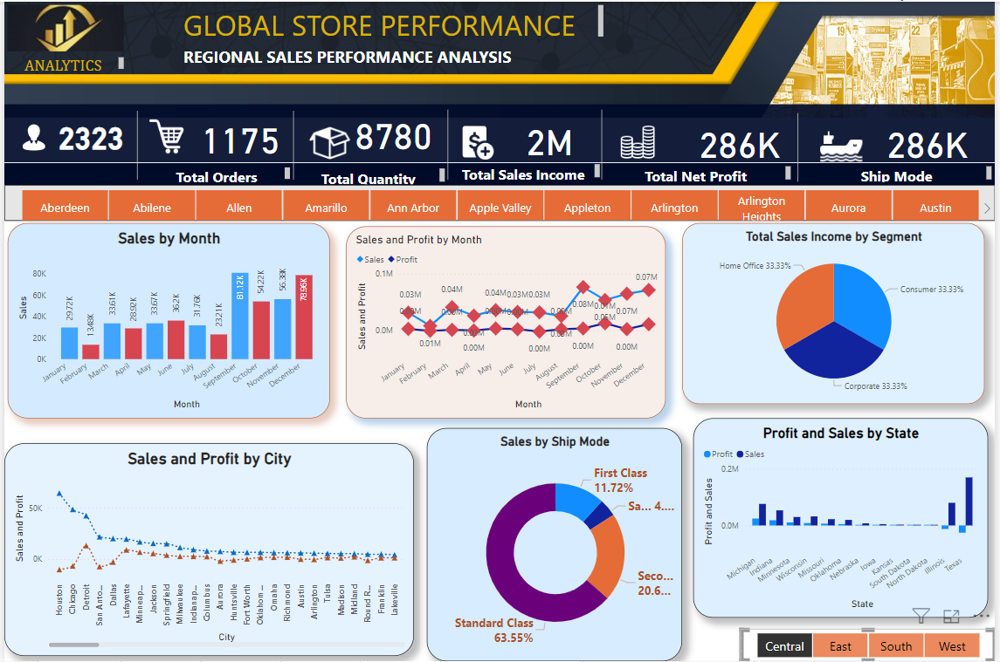 GLOBAL STORE PERFORMANCE
REGIONAL SALES PERFORMANCE ANALYSIS
ANALYTICS
19
22
2323
1175
8780
2M
286K
286K
Total Orders
Total Quantity
Total Sales Income
Total Net Profit
Ship Mode
Aberdeen
Abilene
Allen
Amarillo
Ann Arbor
Apple Valley
Appleton
Arlington
Arlington
Heights
Aurora
Austin
Sales by Month
80K
60K
40K
20K
0K
Sales
29.72K
13.48K
33.61K
28.92K
33.67K
36.2K
31.76K
23.21K
81.12K
54.22K
56.38K
78.96K
January
February
March
April
May
June
July
August
September
October
November
December
Month
Sales and Profit by Month
Sales
Profit
0.1M
0.0M
Sales and Profit
0.03M
0.04M
0.04M
0.03M
0.03M
0.07M
0.08M
0.07M
0.01M
0.00M
0.00M
0.00M
0.00M
January
February
March
April
May
June
July
August
September
October
November
December
Month
Total Sales Income by Segment
Home Office 33.33%
Consumer 33.33%
Corporate 33.33%
Sales and Profit by City
50K
0K
Sales and Profit
Houston
Chicago
Detroit
San Anto...
Dallas
Lafayette
Minneap...
Jackson
Springfield
Milwaukee
Indianap...
Columbus
Aurora
Huntsville
Fort Worth
Oklahom...
Omaha
Richmond
Austin
Arlington
Tulsa
Madison
Midland
Round R...
Franklin
Lakeville
City
Sales by Ship Mode
First Class
11.72%
Sa... 4....
Seco...
20.6...
Standard Class
63.55%
Profit and Sales by State
Profit
Sales
0.2M
0.0M
Profit and Sales
Michigan
Indiana
Minnesota
Wisconsin
Missouri
Oklahoma
Nebraska
Iowa
Kansas
South Dakota
North Dakota
Illinois
Texas
State
Central
East
South
West